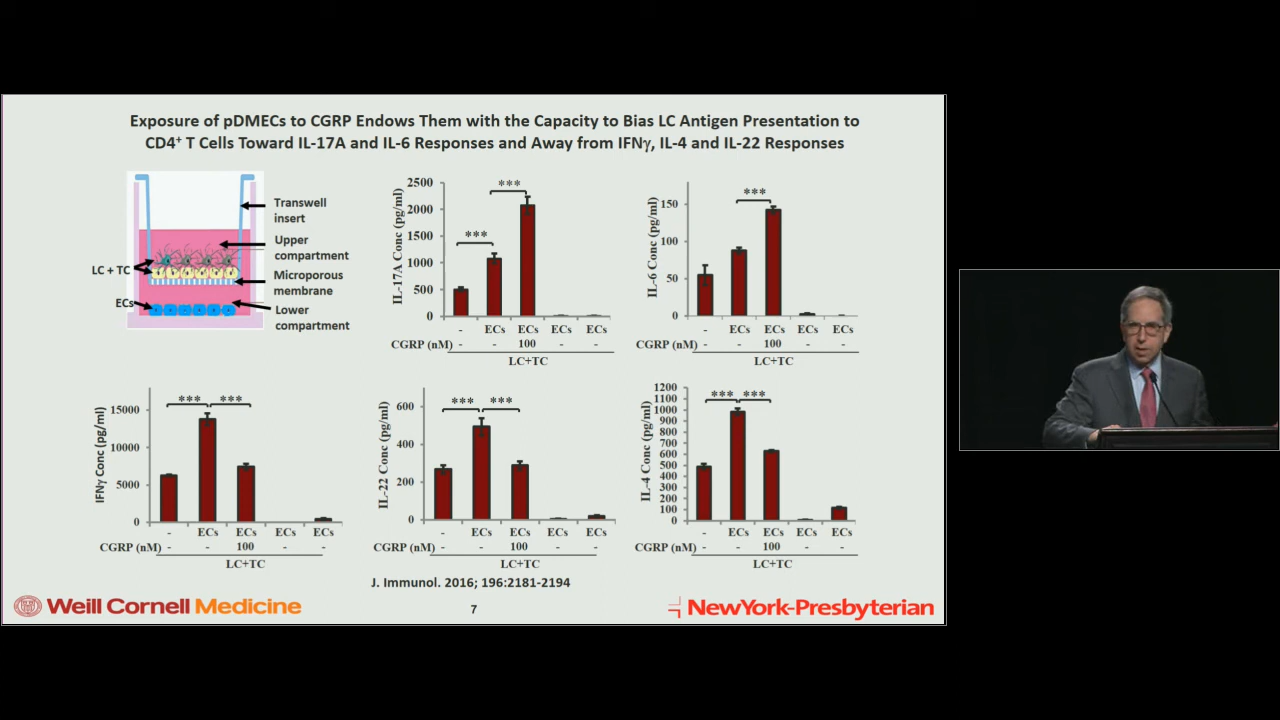 Exposure of pDMECs to CGRP Endows Them with the Capacity to Bias LC Antigen Presentation to
CD4+ T Cells Toward IL-17A and IL-6 Responses and Away from IFNγ, IL-4 and IL-22 Responses
Transwell
insert
Upper
compartment
LC + TC
Microporous
membrane
ECs
Lower
compartment
IL-17A Conc (pg/ml)
2500
2000
1500
1000
500
0
*** ***
- ECs ECs ECs ECs
CGRP (nM) - - 100 - -
LC+TC
IL-6 Conc (pg/ml)
150
100
50
0
***
- ECs ECs ECs ECs
CGRP (nM) - - 100 - -
LC+TC
IFNγ Conc (pg/ml)
15000
10000
5000
0
*** ***
- ECs ECs ECs ECs
CGRP (nM) - - 100 - -
LC+TC
IL-22 Conc (pg/ml)
600
400
200
0
*** ***
- ECs ECs ECs ECs
CGRP (nM) - - 100 - -
LC+TC
IL-4 Conc (pg/ml)
1200
1100
1000
900
800
700
600
500
400
300
200
100
0
*** ***
- ECs ECs ECs ECs
CGRP (nM) - - 100 - -
LC+TC
J. Immunol. 2016; 196:2181-2194
Weill Cornell Medicine
7
NewYork-Presbyterian